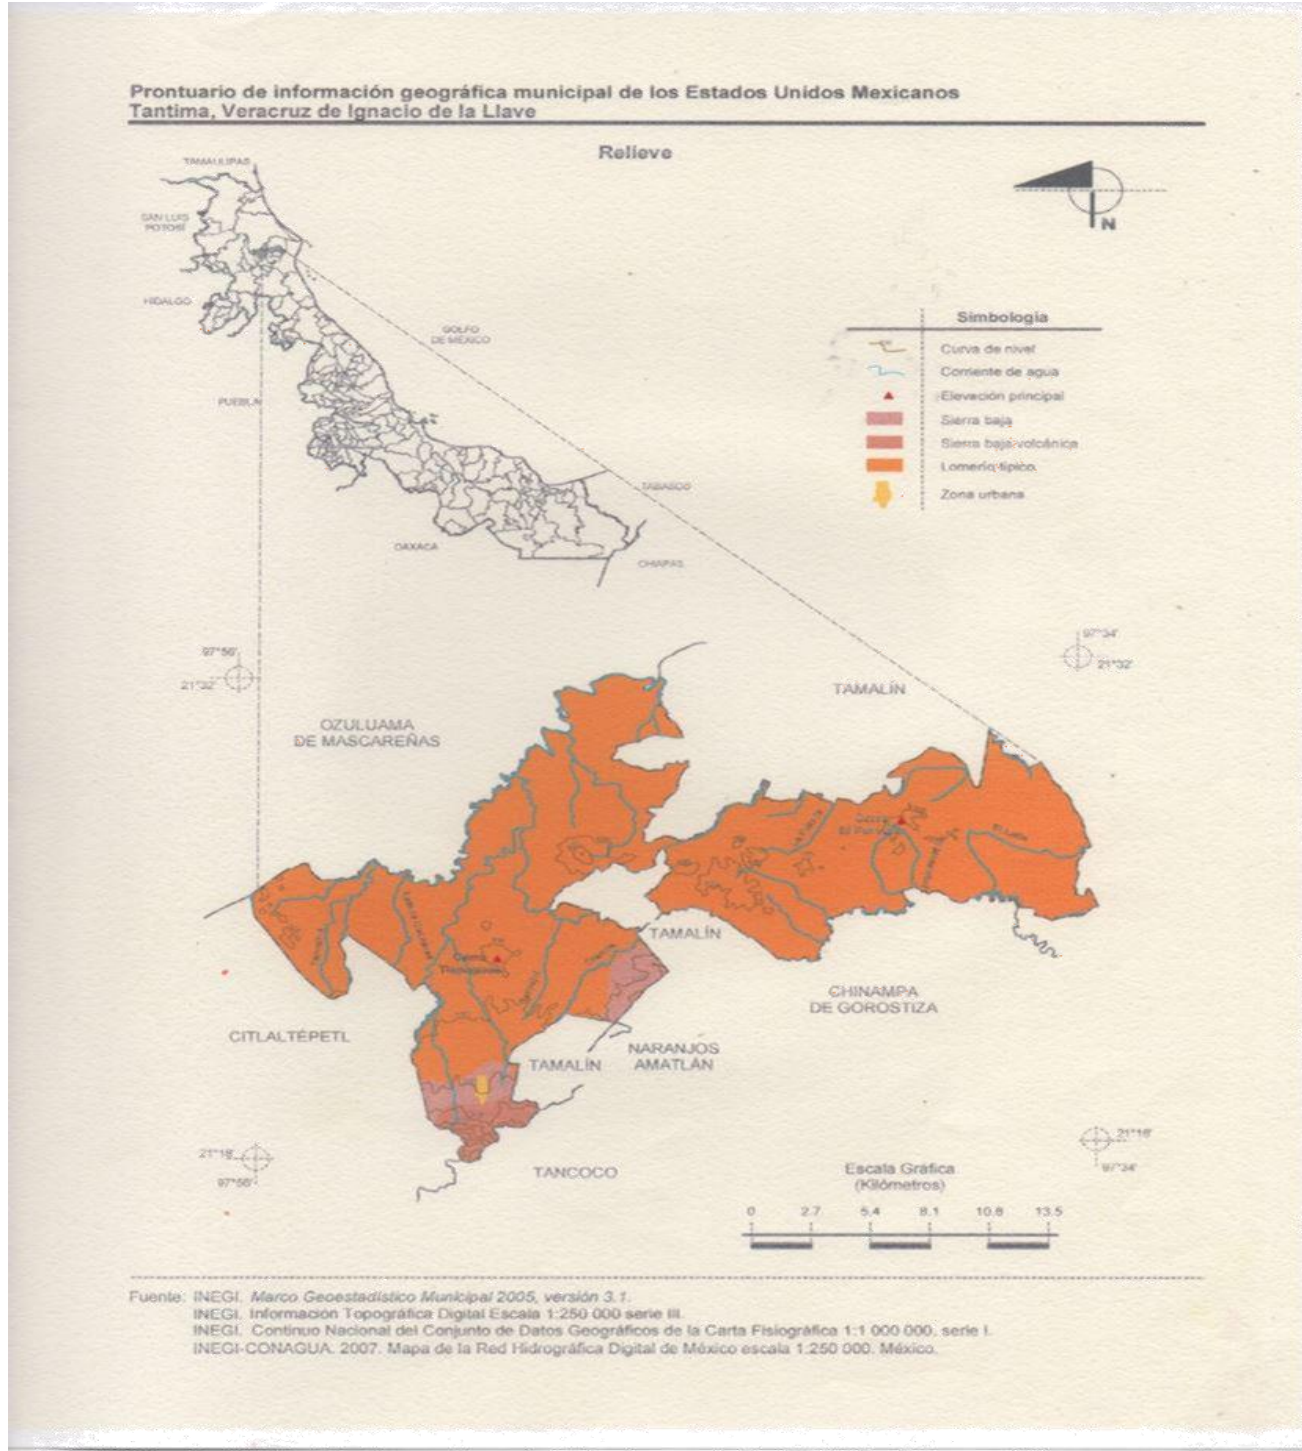 Prontuario de información geográfica municipal de los Estados Unidos Mexicanos
Tantima, Veracruz de Ignacio de la Llave
Relieve
TAMAULIPAS
SAN LUIS
POTOSÍ
HIDALGO
GOLFO
DE MÉXICO
PUEBLA
TABASCO
OAXACA
CHIAPAS
N
Simbología
Curva de nivel
Corriente de agua
Elevación principal
Sierra baja
Sierra baja volcánica
Lomerío típico
Zona urbana
97°56'
21°32'
97°34'
21°32'
OZULUAMA
DE MASCAREÑAS
TAMALÍN
Cerro
El
TAMALÍN
Cerro
CHINAMPA
DE GOROSTIZA
CITLALTÉPETL
TAMALÍN
NARANJOS
AMATLÁN
TANCOCO
21°16'
97°56'
21°16'
97°34'
Escala Gráfica
(Kilómetros)
0 2.7 5.4 8.1 10.8 13.5
Fuente: INEGI. Marco Geoestadístico Municipal 2005, versión 3.1.
INEGI. Información Topográfica Digital Escala 1:250 000 serie III.
INEGI. Continuo Nacional del Conjunto de Datos Geográficos de la Carta Fisiográfica 1:1 000 000, serie I.
INEGI-CONAGUA. 2007. Mapa de la Red Hidrográfica Digital de México escala 1:250 000. México.